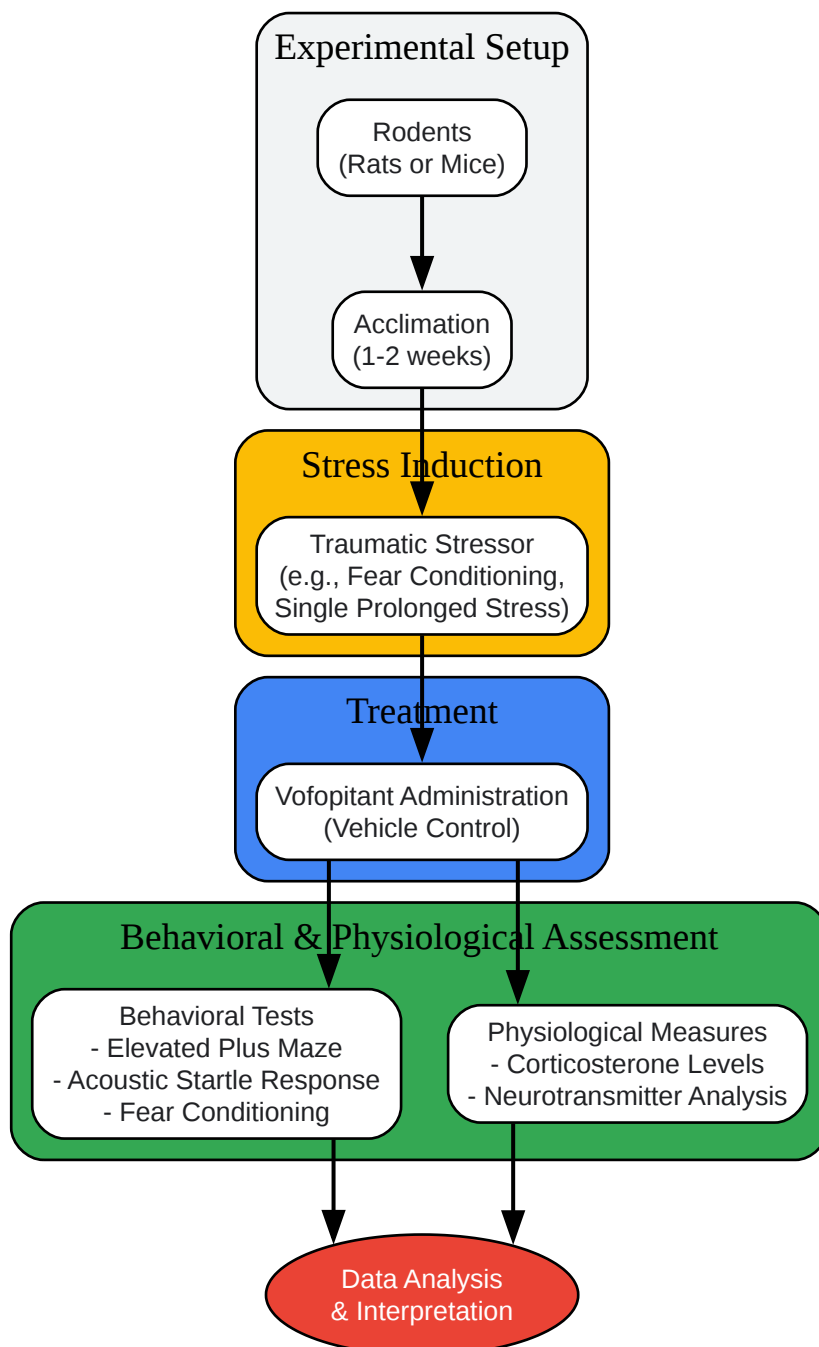 Experimental Setup
Rodents
(Rats or Mice)
Acclimation
(1-2 weeks)
Stress Induction
Traumatic Stressor
(e.g., Fear Conditioning,
Single Prolonged Stress)
Treatment
Vofopitant Administration
(Vehicle Control)
Behavioral & Physiological Assessment
Behavioral Tests
- Elevated Plus Maze
- Acoustic Startle Response
- Fear Conditioning
Physiological Measures
- Corticosterone Levels
- Neurotransmitter Analysis
Data Analysis
& Interpretation